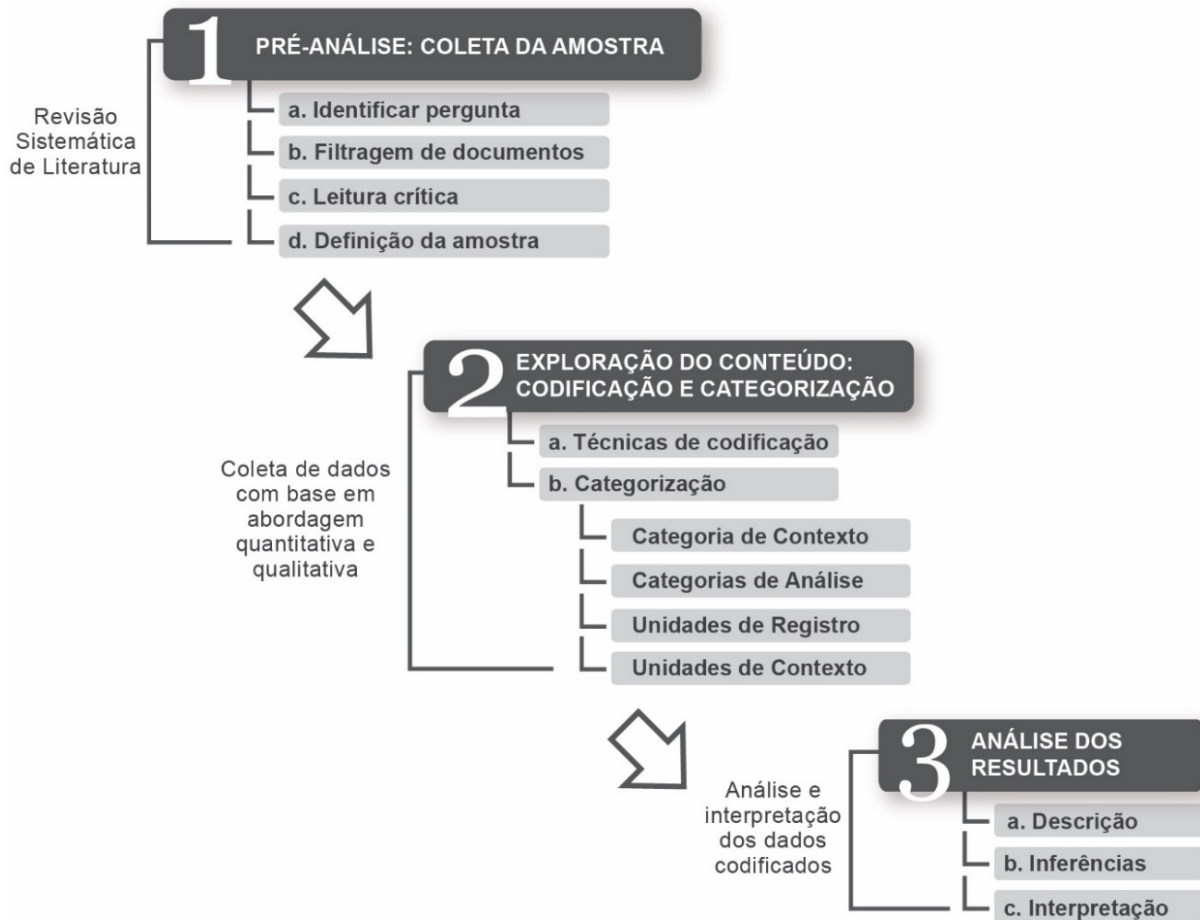 1 PRÉ-ANÁLISE: COLETA DA AMOSTRA
Revisão
Sistemática
de Literatura
a. Identificar pergunta
b. Filtragem de documentos
c. Leitura crítica
d. Definição da amostra
2 EXPLORAÇÃO DO CONTEÚDO:
CODIFICAÇÃO E CATEGORIZAÇÃO
Coleta de dados
com base em
abordagem
quantitativa e
qualitativa
a. Técnicas de codificação
b. Categorização
Categoria de Contexto
Categorias de Análise
Unidades de Registro
Unidades de Contexto
3 ANÁLISE DOS
RESULTADOS
Análise e
interpretação
dos dados
codificados
a. Descrição
b. Inferências
c. Interpretação